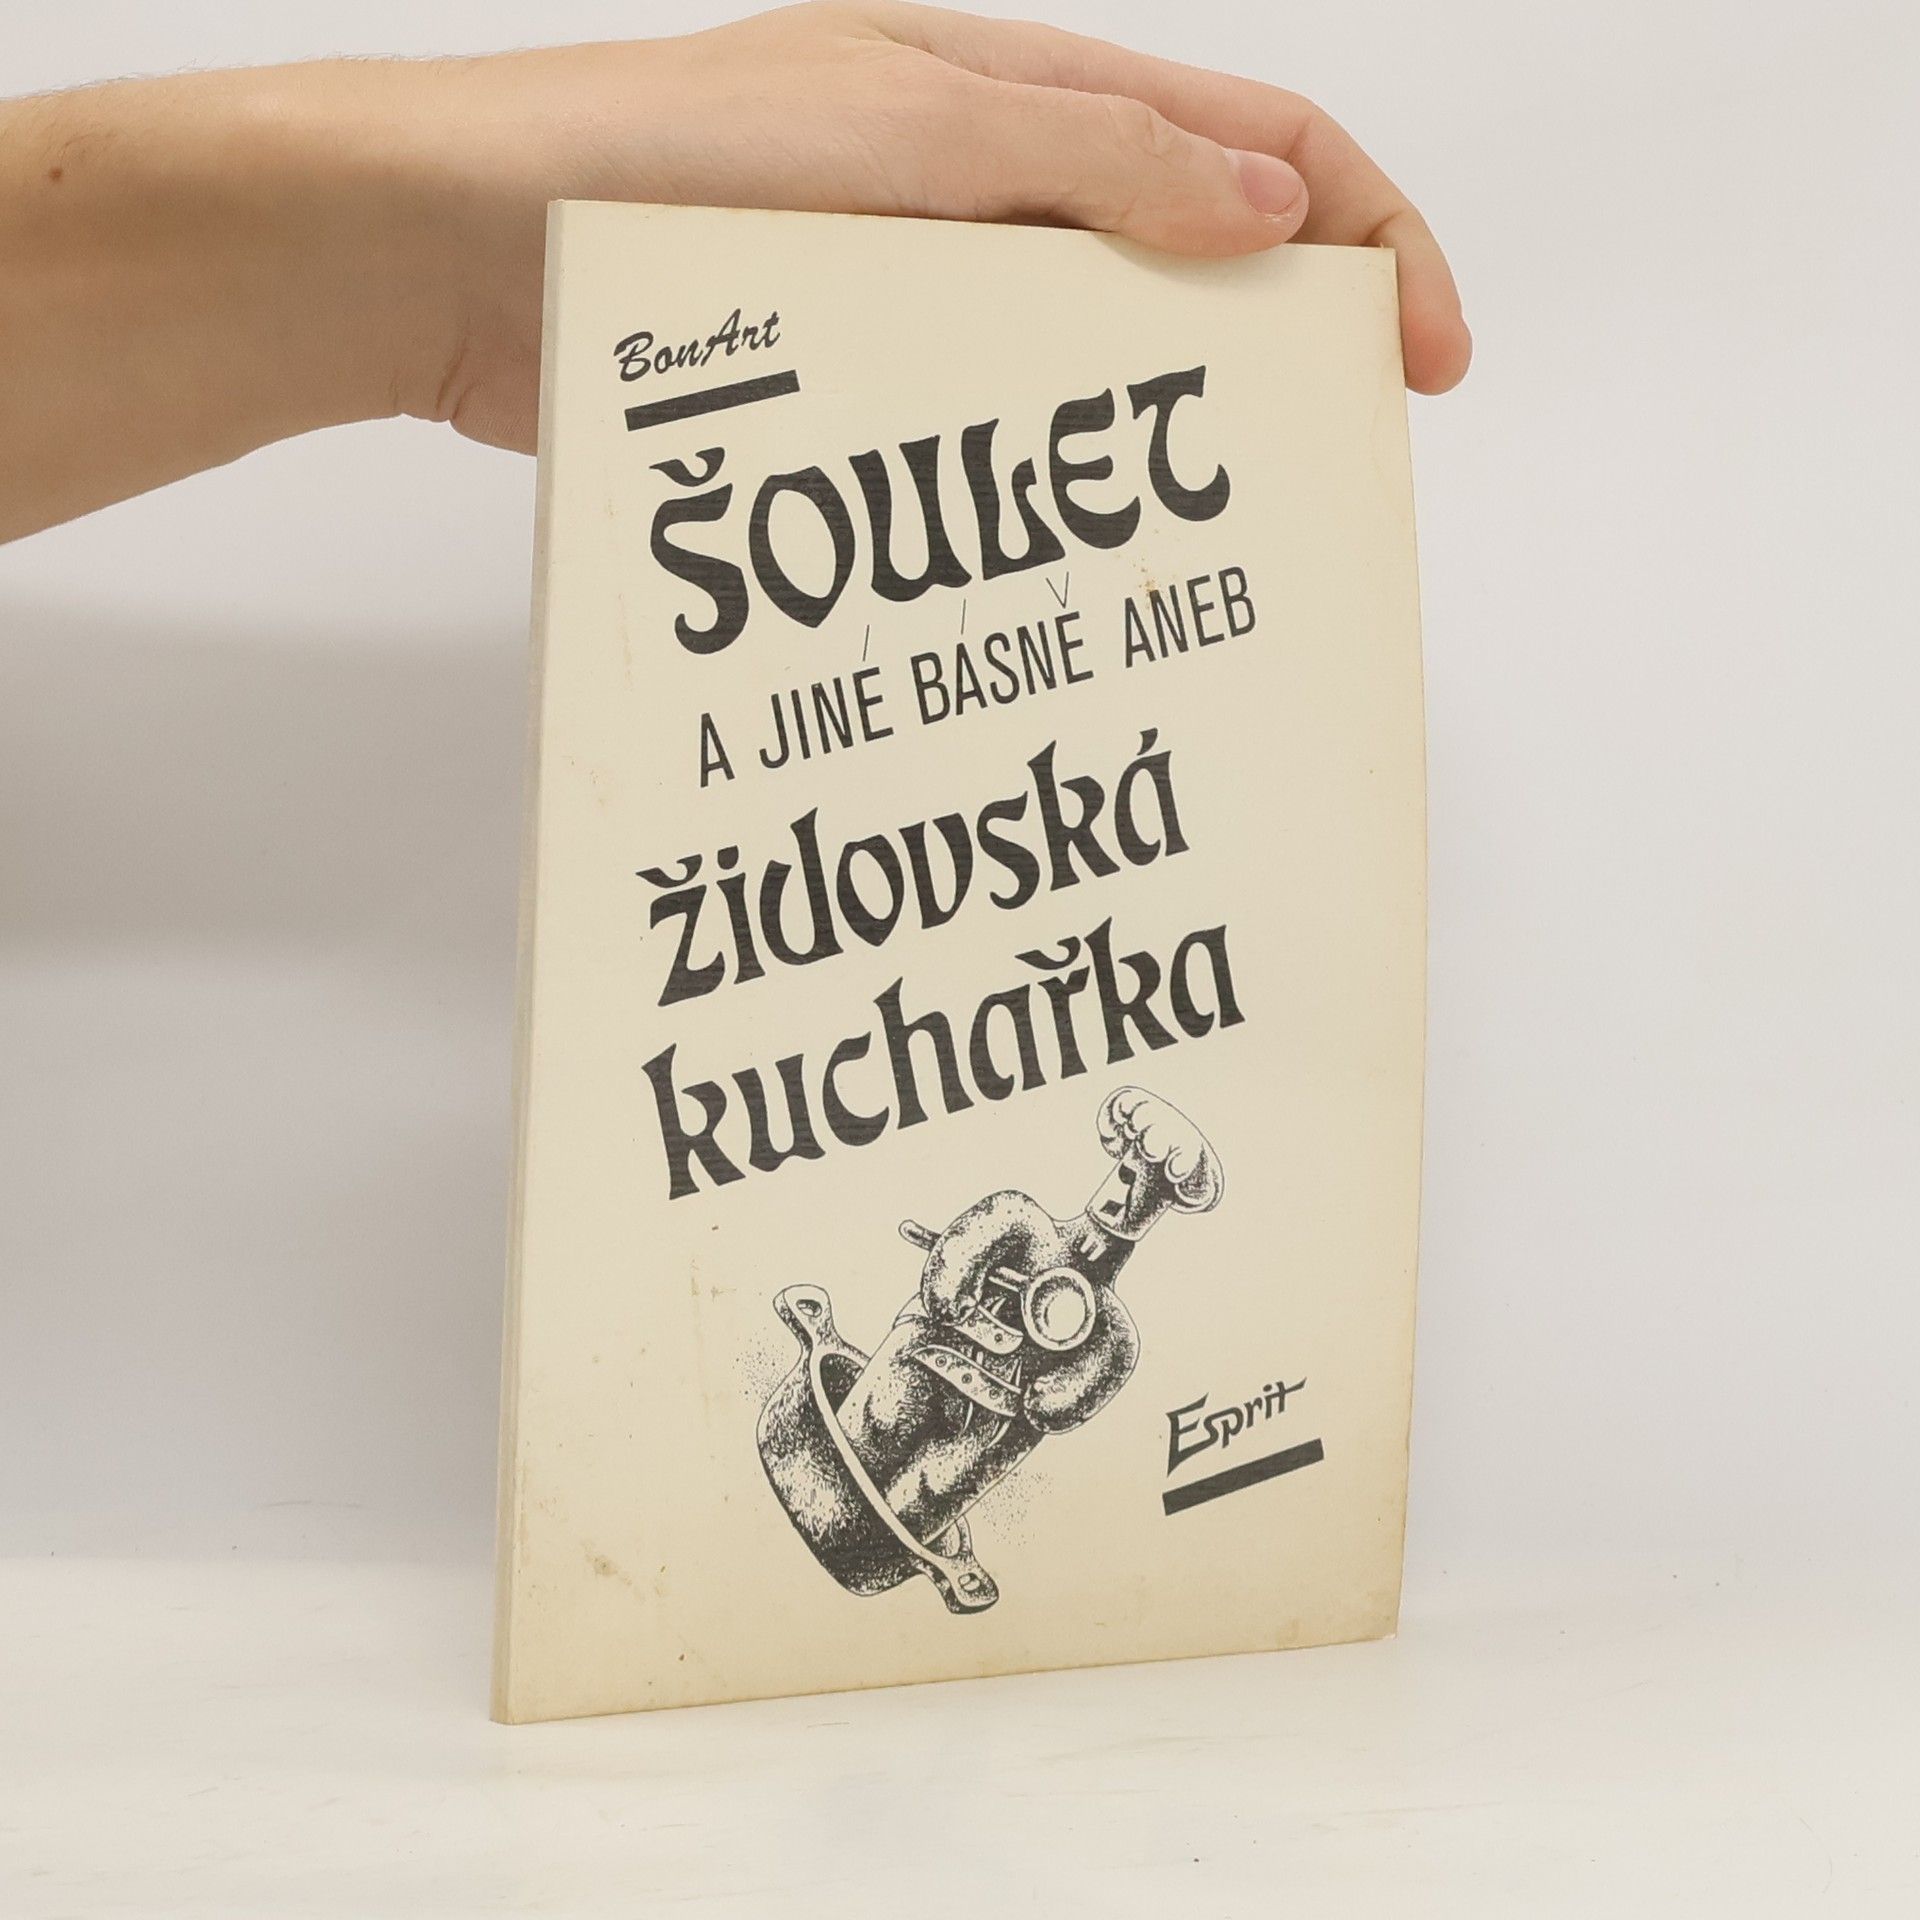 BonArt
ŠOULET
A JINÉ BÁSNĚ ANEB
židovská
kuchařka
Esprit